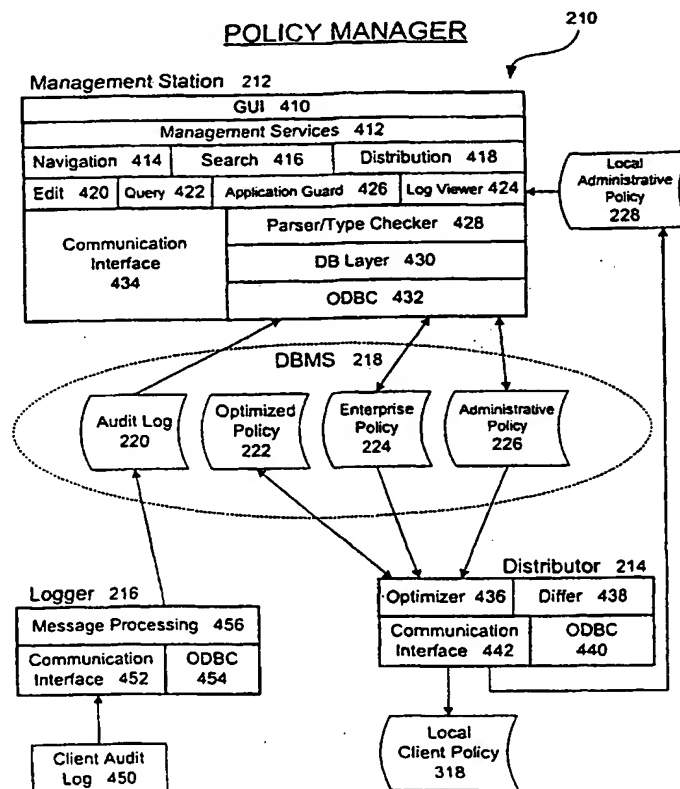 POLICY MANAGER
210
Management Station 212
GUI 410
Management Services 412
Navigation 414 Search 416 Distribution 418
Edit 420 Query 422 Application Guard 426 Log Viewer 424
Local
Administrative
Policy
228
Communication
Interface
434
Parser/Type Checker 428
DB Layer 430
ODBC 432
DBMS 218
Audit Log
220
Optimized
Policy
222
Enterprise
Policy
224
Administrative
Policy
226
Logger 216
Message Processing 456
Communication
Interface 452
ODBC
454
Client Audit
Log 450
Distributor 214
Optimizer 436 Differ 438
Communication
Interface 442
ODBC
440
Local
Client Policy
318